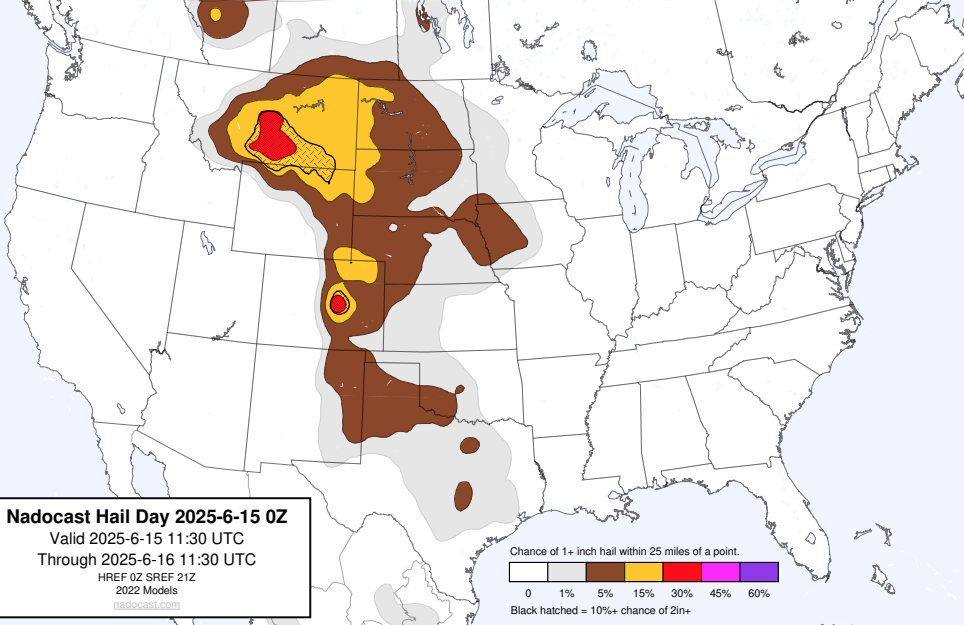 Nadocast Hail Day 2025-6-15 0Z
Valid 2025-6-15 11:30 UTC
Through 2025-6-16 11:30 UTC
HREF 0Z SREF 21Z
2022 Models
nadocast.com
Chance of 1+ inch hail within 25 miles of a point.
0 1% 5% 15% 30% 45% 60%
Black hatched = 10%+ chance of 2in+